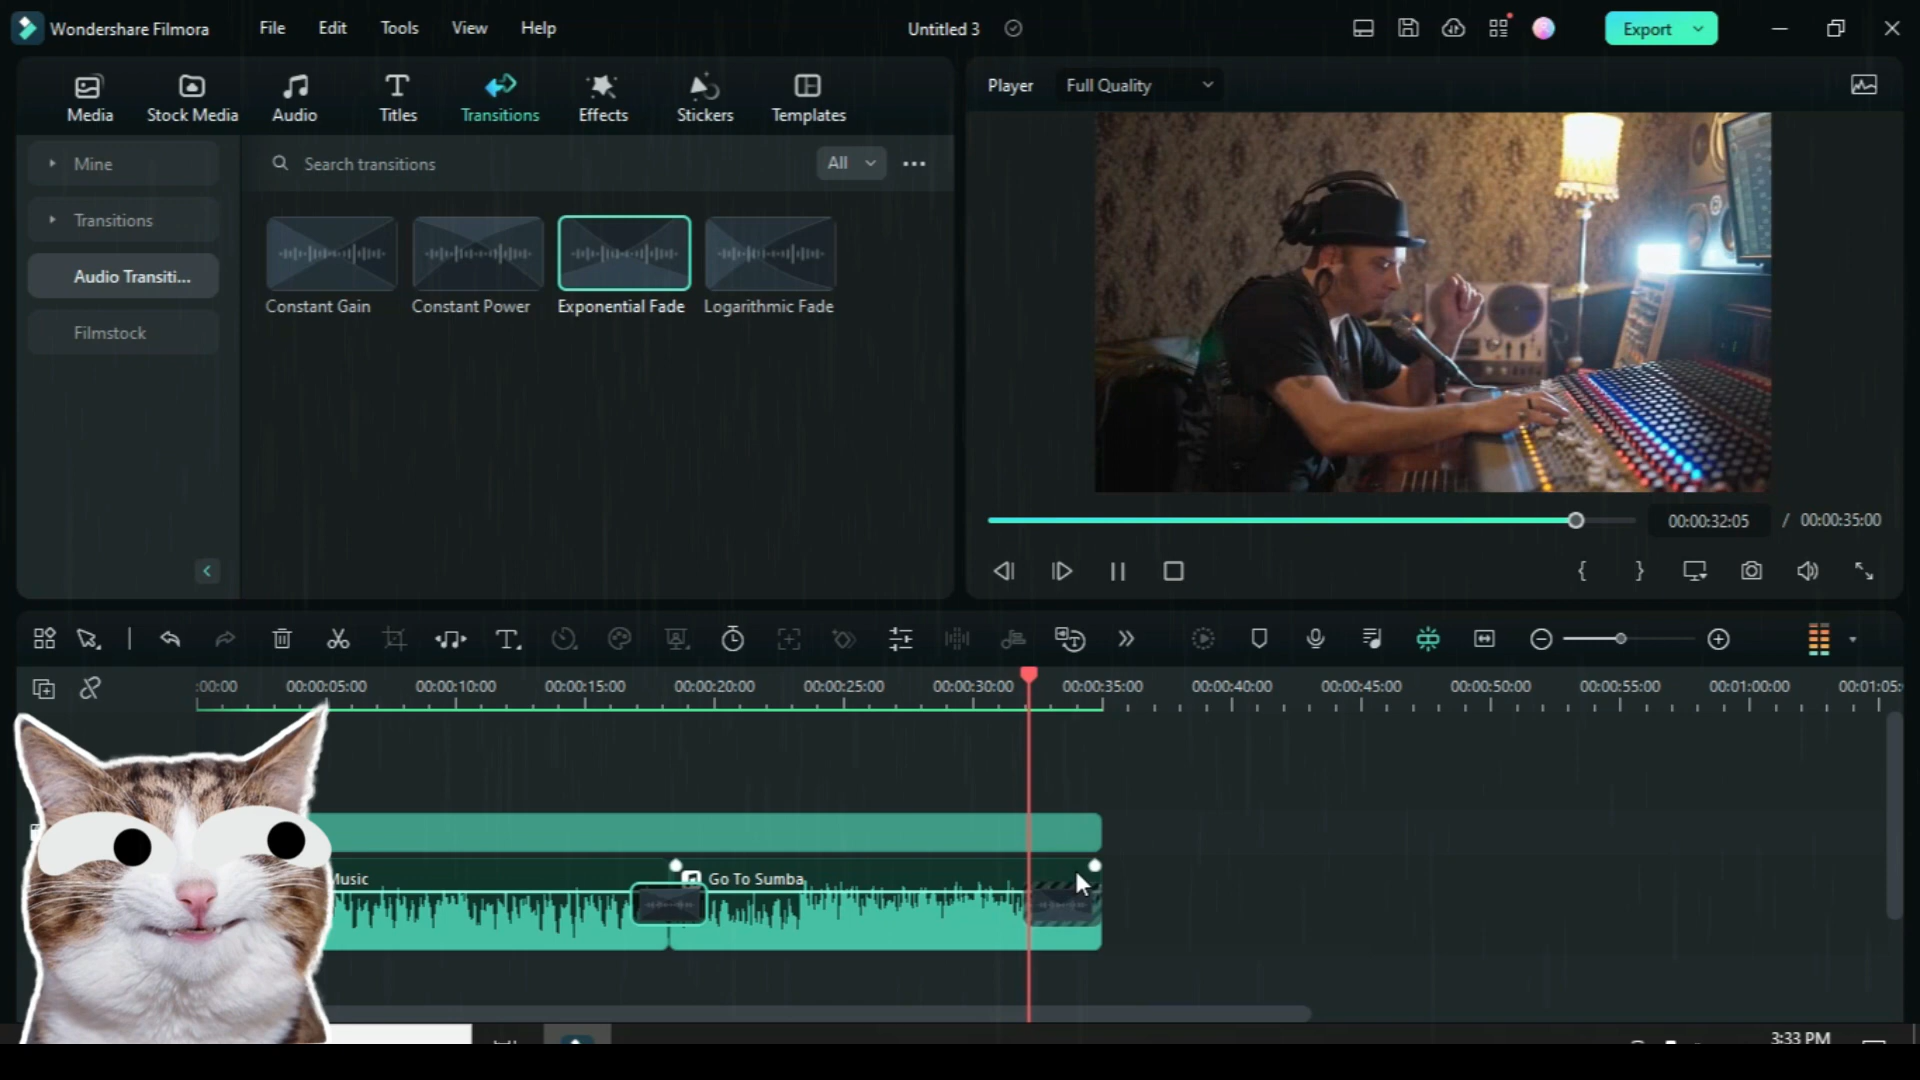 Wondershare Filmora
File
Edit
Tools
View
Help
Untitled 3
Export
Media
Stock Media
Audio
Titles
Transitions
Effects
Stickers
Templates
Player
Full Quality
Mine
Search transitions
All
Transitions
Audio Transiti...
Filmstock
Constant Gain
Constant Power
Exponential Fade
Logarithmic Fade
00:00:32:05 / 00:00:35:00
:00:00
00:00:05:00
00:00:10:00
00:00:15:00
00:00:20:00
00:00:25:00
00:00:30:00
00:00:35:00
00:00:40:00
00:00:45:00
00:00:50:00
00:00:55:00
00:01:00:00
00:01:05:
Music
Go To Sumba
3:33 PM